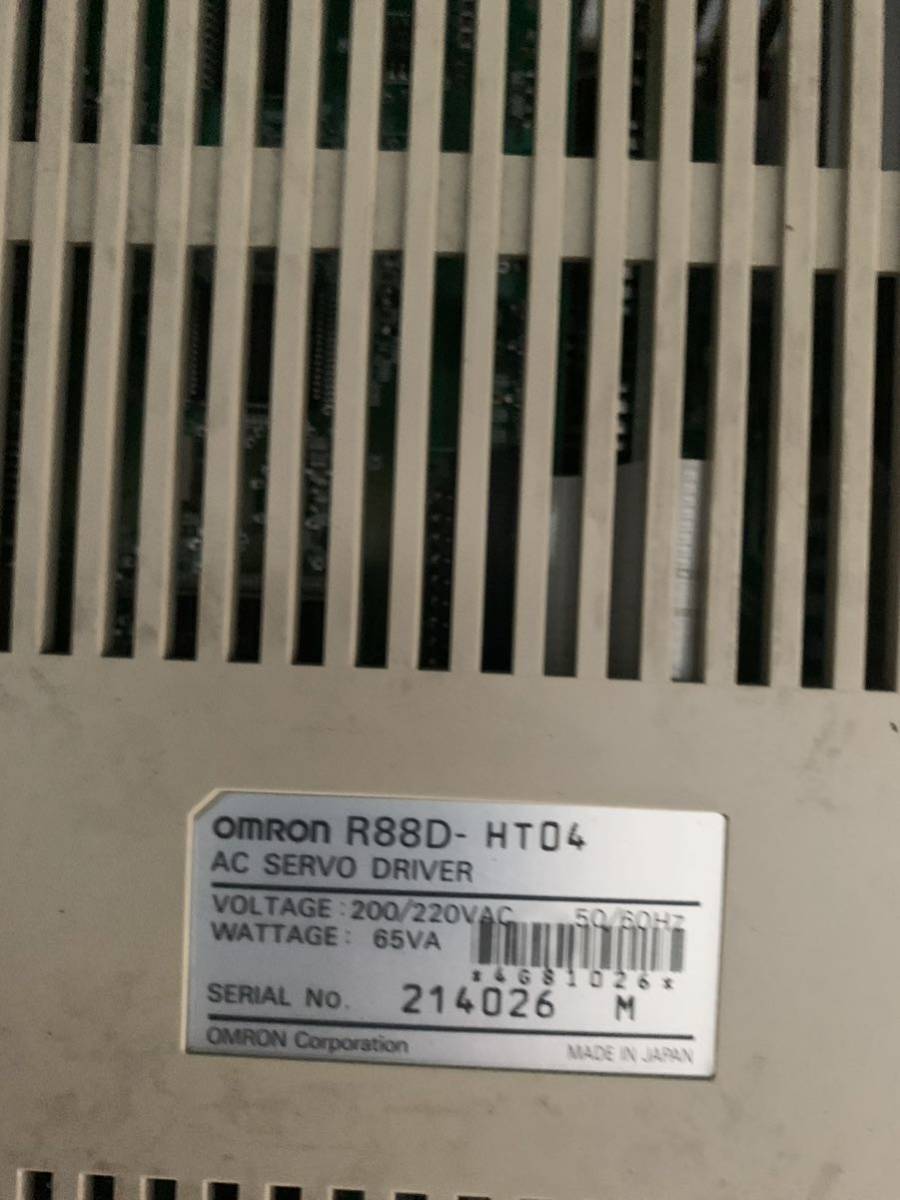 OMRON R88D- HT04
AC SERVO DRIVER
VOLTAGE : 200/220VAC 50/60Hz
WATTAGE : 65VA
*4G81026*
SERIAL No. 214026 M
OMRON Corporation MADE IN JAPAN